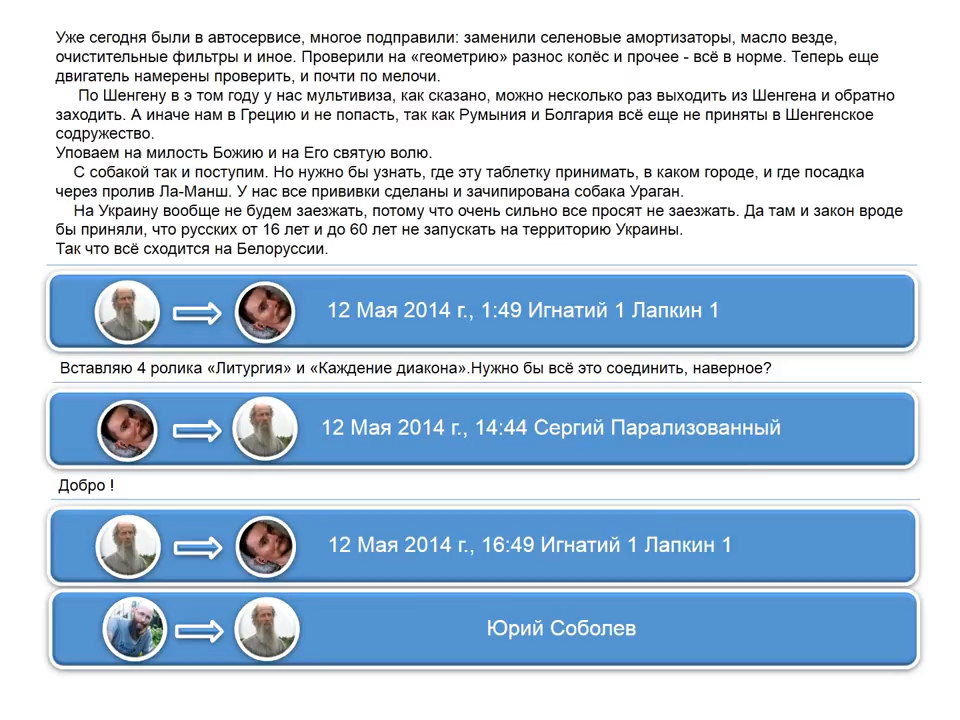 Уже сегодня были в автосервисе, многое подправили: заменили селеновые амортизаторы, масло везде,
очистительные фильтры и иное. Проверили на «геометрию» разнос колёс и прочее - всё в норме. Теперь еще
двигатель намерены проверить, и почти по мелочи.
По Шенгену в э том году у нас мультивиза, как сказано, можно несколько раз выходить из Шенгена и обратно
заходить. А иначе нам в Грецию и не попасть, так как Румыния и Болгария всё еще не приняты в Шенгенское
содружество.
Уповаем на милость Божию и на Его святую волю.
С собакой так и поступим. Но нужно бы узнать, где эту таблетку принимать, в каком городе, и где посадка
через пролив Ла-Манш. У нас все прививки сделаны и зачипирована собака Ураган.
На Украину вообще не будем заезжать, потому что очень сильно все просят не заезжать. Да там и закон вроде
бы приняли, что русских от 16 лет и до 60 лет не запускать на территорию Украины.
Так что всё сходится на Белоруссии.
12 Мая 2014 г., 1:49 Игнатий 1 Лапкин 1
Вставляю 4 ролика «Литургия» и «Каждение диакона».Нужно бы всё это соединить, наверное?
12 Мая 2014 г., 14:44 Сергий Парализованный
Добро !
12 Мая 2014 г., 16:49 Игнатий 1 Лапкин 1
Юрий Соболев